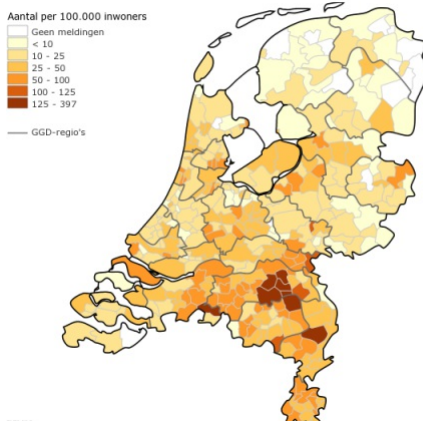 Aantal per 100.000 inwoners
Geen meldingen
< 10
10 - 25
25 - 50
50 - 100
100 - 125
125 - 397
GGD-regio's